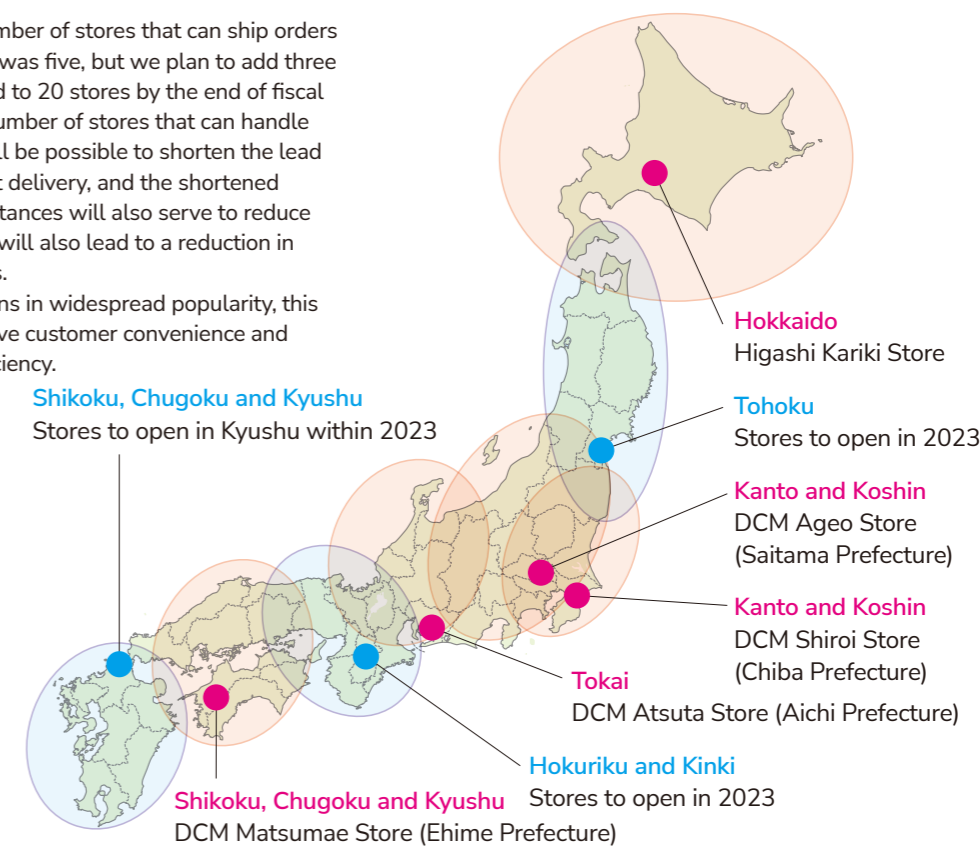 mber of stores that can ship orders
was five, but we plan to add three
d to 20 stores by the end of fiscal
umber of stores that can handle
ll be possible to shorten the lead
t delivery, and the shortened
tances will also serve to reduce
will also lead to a reduction in
s.
ns in widespread popularity, this
ve customer convenience and
ciency.
Shikoku, Chugoku and Kyushu
Stores to open in Kyushu within 2023
Hokkaido
Higashi Kariki Store
Tohoku
Stores to open in 2023
Kanto and Koshin
DCM Ageo Store
(Saitama Prefecture)
Kanto and Koshin
DCM Shiroi Store
(Chiba Prefecture)
Tokai
DCM Atsuta Store (Aichi Prefecture)
Hokuriku and Kinki
Stores to open in 2023
Shikoku, Chugoku and Kyushu
DCM Matsumae Store (Ehime Prefecture)